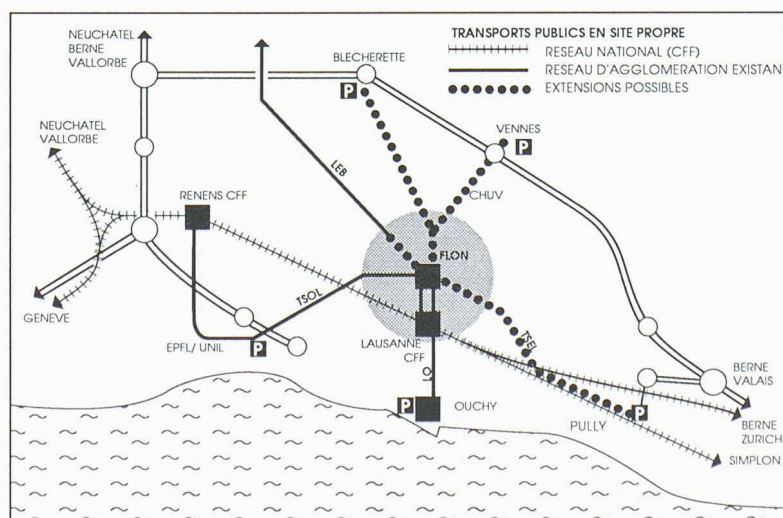 TRANSPORTS PUBLICS EN SITE PROPRE
RESEAU NATIONAL (CFF)
RESEAU D'AGGLOMERATION EXISTANT
EXTENSIONS POSSIBLES
NEUCHATEL
BERNE
VALLORBE
BLECHERETTE
P
NEUCHATEL
VALLORBE
VENNES
P
LEB
CHUV
RENENS CFF
FLON
TSOL
GENEVE
EPFL/ UNIL
P
LAUSANNE
CFF
TSEL
LO
BERNE
VALAIS
P
OUCHY
PULLY
P
BERNE
ZURICH
SIMPLON